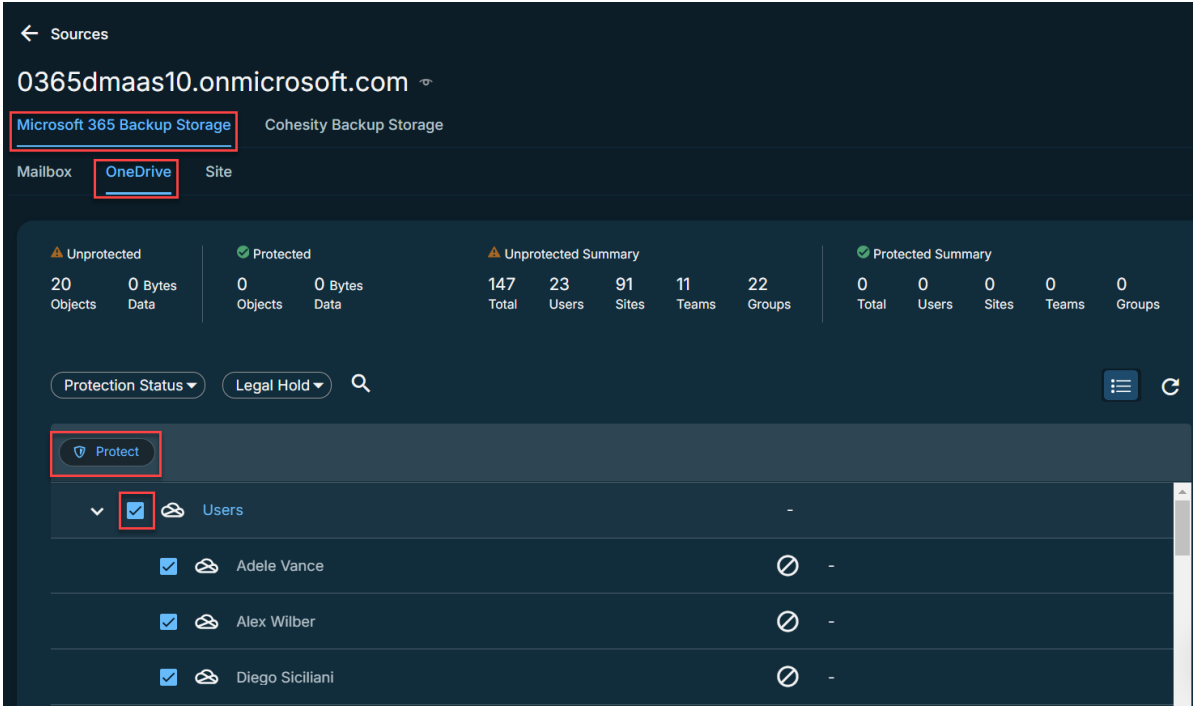 Sources
0365dmaas10.onmicrosoft.com
Microsoft 365 Backup Storage Cohesity Backup Storage
Mailbox OneDrive Site
Unprotected Protected Unprotected Summary Protected Summary
20 0 Bytes 0 0 Bytes 147 23 91 11 22 0 0 0 0 0
Objects Data Objects Data Total Users Sites Teams Groups Total Users Sites Teams Groups
Protection Status Legal Hold
Protect
Users -
Adele Vance -
Alex Wilber -
Diego Siciliani -